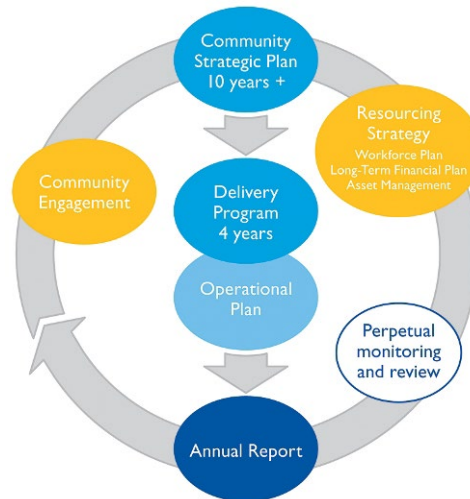 Community
Strategic Plan
10 years +
Resourcing
Strategy
Workforce Plan
Long-Term Financial Plan
Asset Management
Community
Engagement
Delivery
Program
4 years
Operational
Plan
Perpetual
monitoring
and review
Annual Report